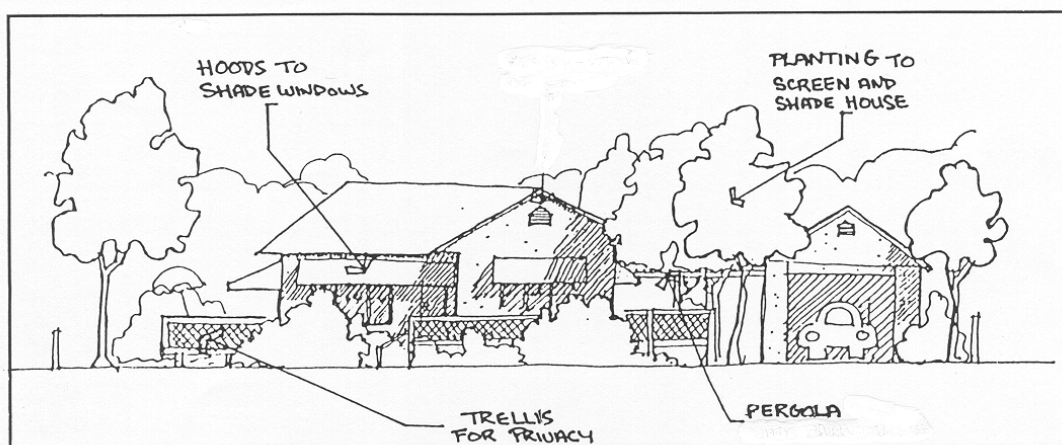 HOODS TO
SHADE WINDOWS
PLANTING TO
SCREEN AND
SHADE HOUSE
TRELLIS
FOR PRIVACY
PERGOLA